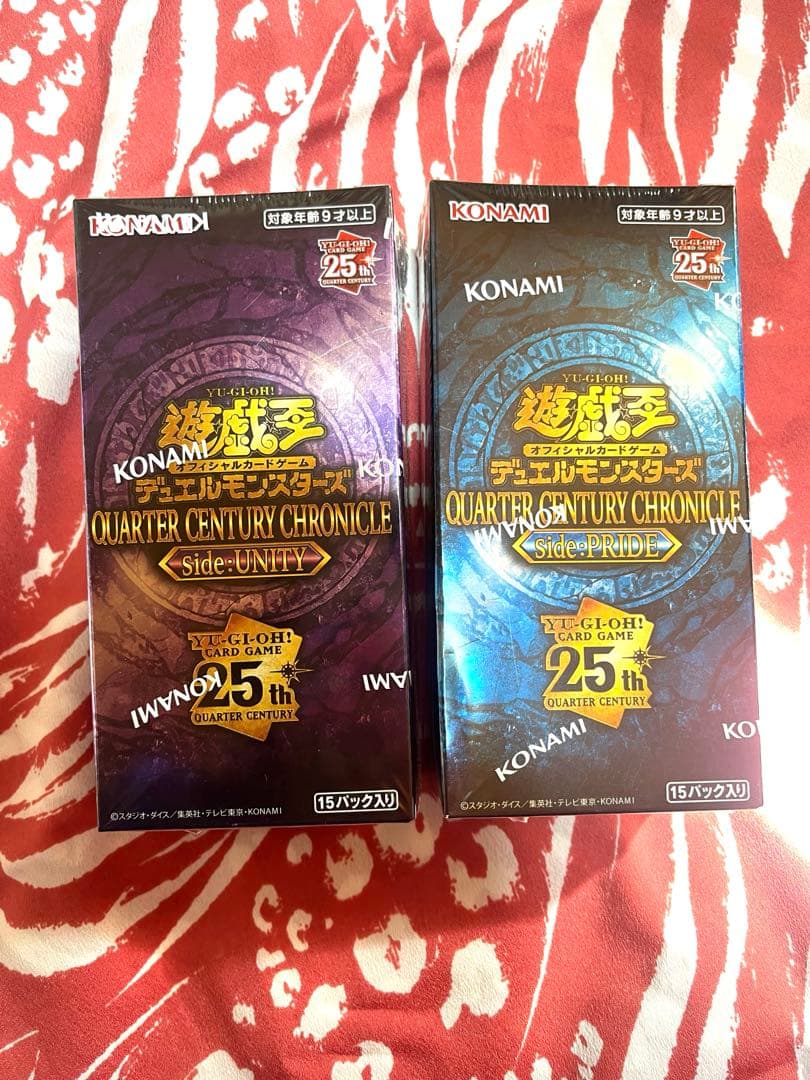 KONAMI
対象年齢9才以上
YU-GI-OH!
CARD GAME
25th
QUARTER CENTURY
YU-GI-OH!
遊戯王
KONAMI
オフィシャルカードゲーム
デュエルモンスターズ
KON
QUARTER CENTURY CHRONICLE
side:UNITY
YU-GI-OH!
CARD GAME
25th
QUARTER CENTURY
KONAMI
KONAM
15パック入り
©スタジオ・ダイス/集英社・テレビ東京・KONAMI
KONAMI
対象年齢9才以上
YU-GI-OH!
CARD GAME
25th
QUARTER CENTURY
KONAMI
YU-GI-OH!
遊戯王
オフィシャルカードゲーム
デュエルモンスターズ
QUARTER CENTURY CHRONICLE
KONAMI
KONAM
side:PRIDE
YU-GI-OH!
CARD GAME
25th
QUARTER CENTURY
KONAMI
KO
15パック入り
©スタジオ・ダイス/集英社・テレビ東京・KONAMI